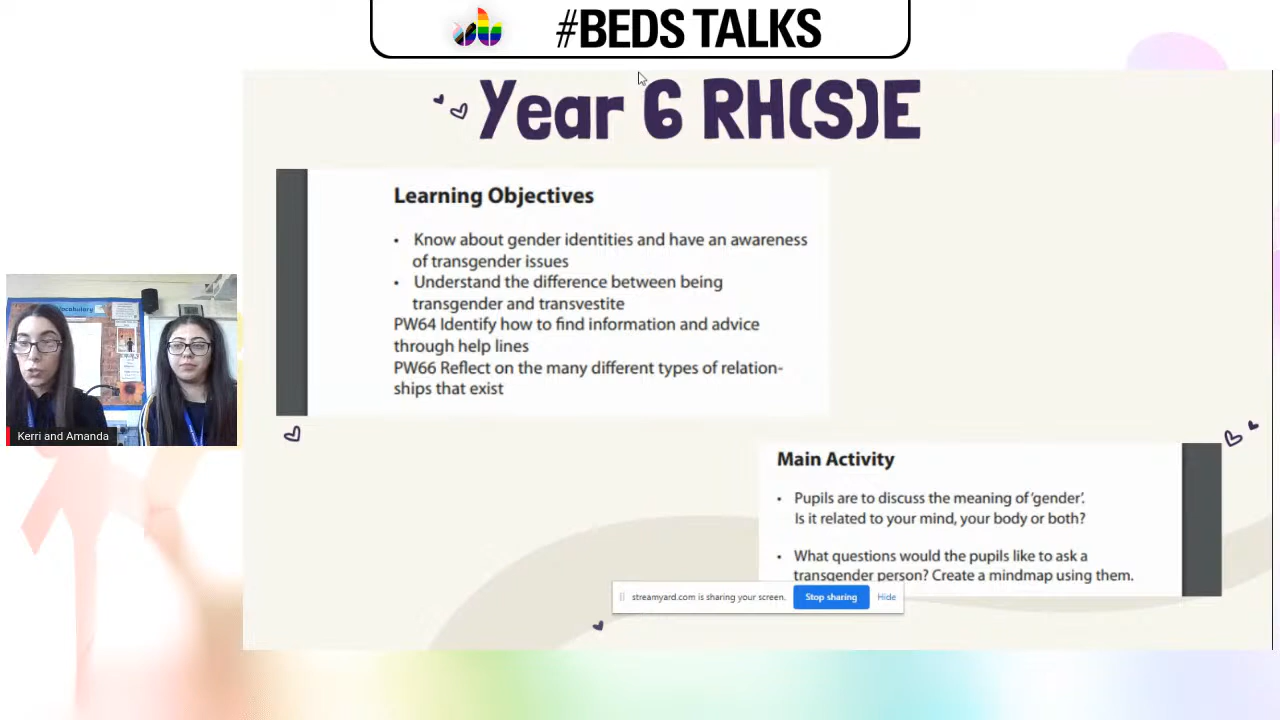 #BEDS TALKS
Year 6 RH(S)E
Learning Objectives
• Know about gender identities and have an awareness
of transgender issues
• Understand the difference between being
transgender and transvestite
PW64 Identify how to find information and advice
through help lines
PW66 Reflect on the many different types of relation-
ships that exist
Vocabulary
Kerri and Amanda
Main Activity
• Pupils are to discuss the meaning of 'gender'.
Is it related to your mind, your body or both?
• What questions would the pupils like to ask a
transgender person? Create a mindmap using them.
streamyard.com is sharing your screen. Stop sharing Hide